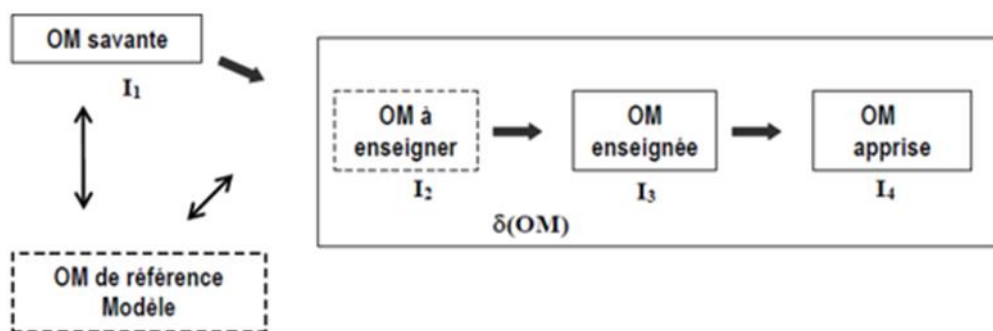 OM savante
I₁
OM à
enseigner
I₂
OM
enseignée
I₃
OM
apprise
I₄
δ(OM)
OM de référence
Modèle